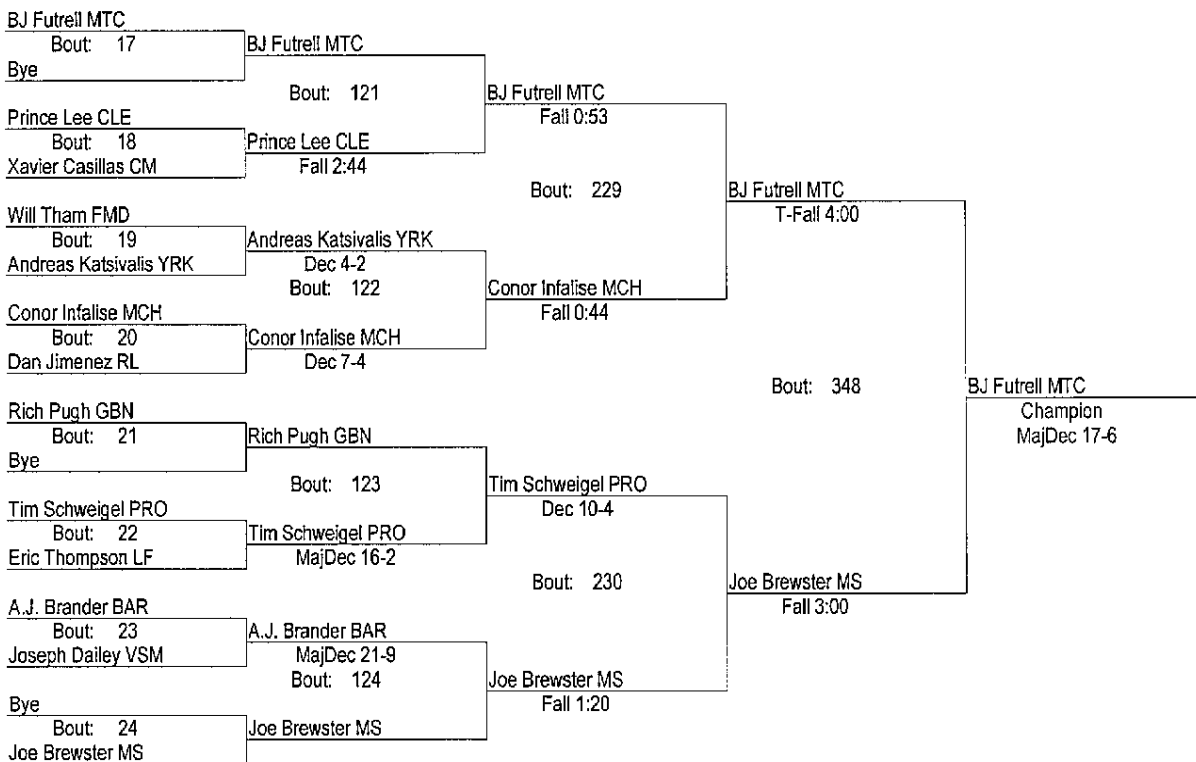 BJ Futrell MTC
Bout: 17
Bye
BJ Futrell MTC
Bout: 121
Prince Lee CLE
Bout: 18
Xavier Casillas CM
Prince Lee CLE
Fall 2:44
BJ Futrell MTC
Fall 0:53
Bout: 229
Will Tham FMD
Bout: 19
Andreas Katsivalis YRK
Andreas Katsivalis YRK
Dec 4-2
Bout: 122
Conor Infalise MCH
Bout: 20
Dan Jimenez RL
Conor Infalise MCH
Dec 7-4
Conor Infalise MCH
Fall 0:44
BJ Futrell MTC
T-Fall 4:00
Bout: 348
Rich Pugh GBN
Bout: 21
Bye
Rich Pugh GBN
Bout: 123
Tim Schweigel PRO
Bout: 22
Eric Thompson LF
Tim Schweigel PRO
MajDec 16-2
Tim Schweigel PRO
Dec 10-4
Bout: 230
A.J. Brander BAR
Bout: 23
Joseph Dailey VSM
A.J. Brander BAR
MajDec 21-9
Bout: 124
Bye
Bout: 24
Joe Brewster MS
Joe Brewster MS
Joe Brewster MS
Fall 1:20
Joe Brewster MS
Fall 3:00
BJ Futrell MTC
Champion
MajDec 17-6